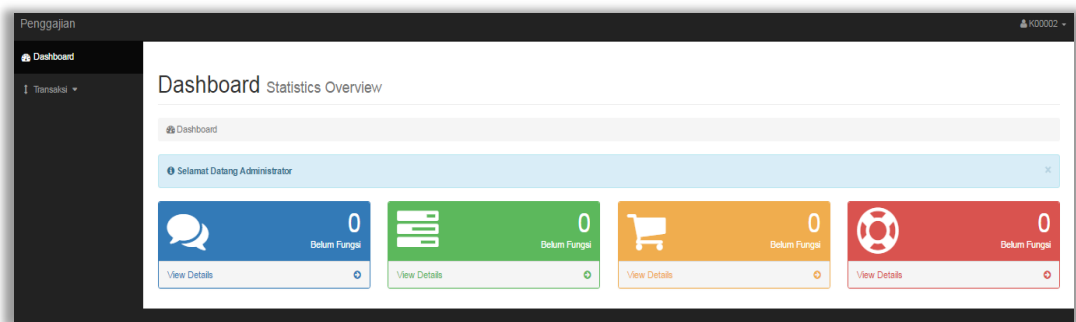 Penggajian
K00002
Dashboard
Transaksi
Dashboard Statistics Overview
Dashboard
Selamat Datang Administrator
x
0
Belum Fungsi
View Details
0
Belum Fungsi
View Details
0
Belum Fungsi
View Details
0
Belum Fungsi
View Details